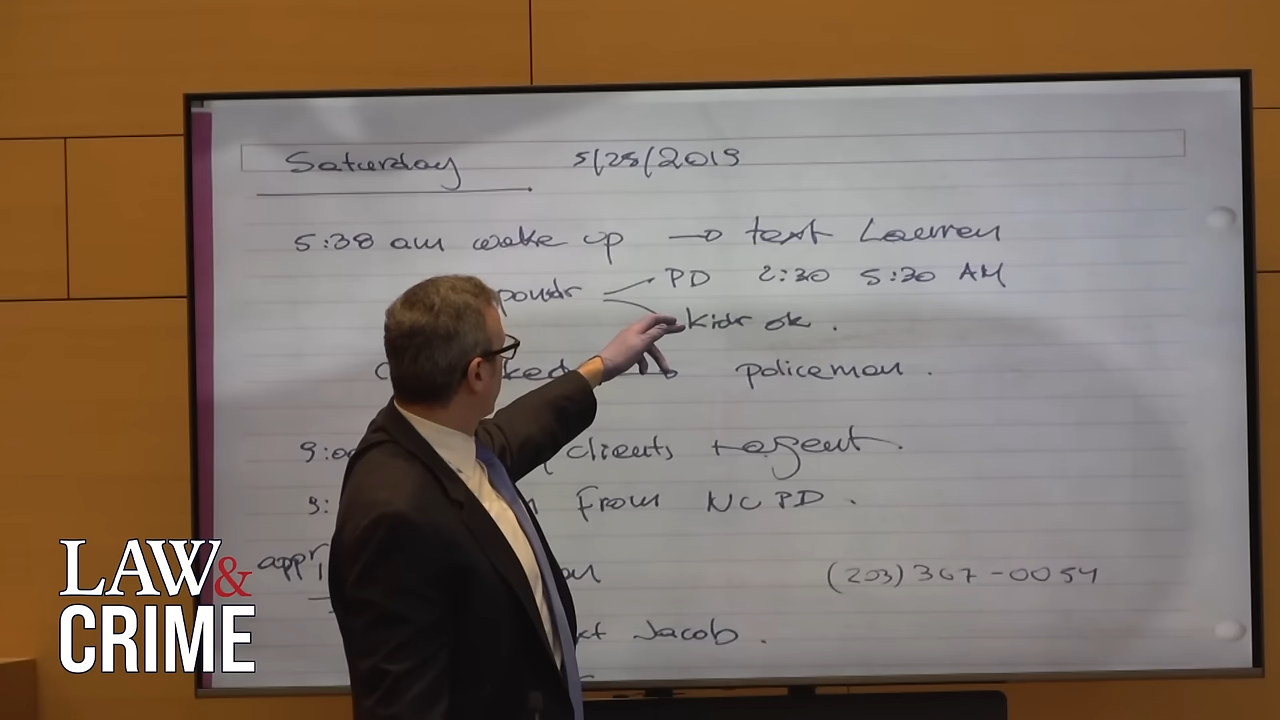 Saturday 5/25/2019
5:38 am wake up → text Lauren
PD 2:30 5:30 AM
kids ok .
policeman .
clients + agent .
From NCPD .
(203) 367-0054
Jacob .
LAW&
CRIME